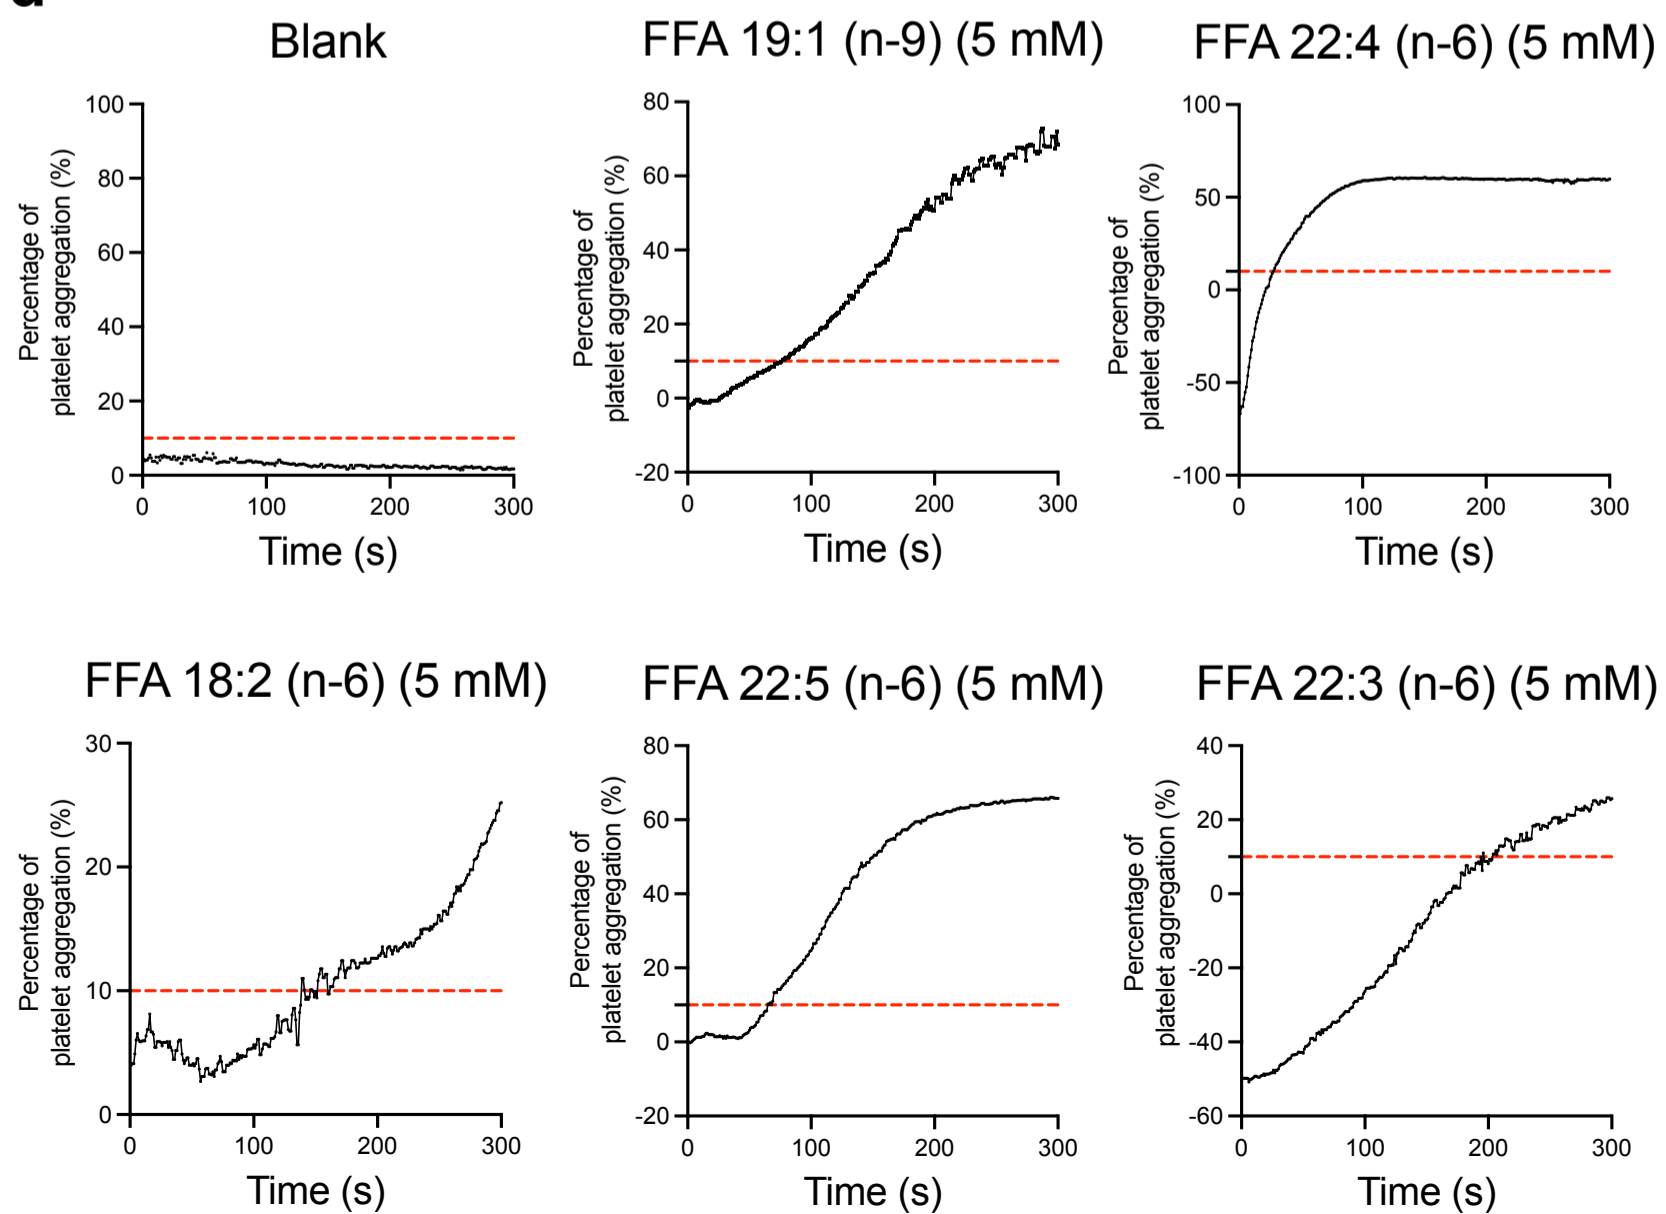 Blank
FFA 19:1 (n-9) (5 mM)
FFA 22:4 (n-6) (5 mM)
Percentage of
platelet aggregation (%)
100
80
60
40
20
0
0 100 200 300
Time (s)
Percentage of
platelet aggregation (%)
80
60
40
20
0
-20
0 100 200 300
Time (s)
Percentage of
platelet aggregation (%)
100
50
0
-50
-100
0 100 200 300
Time (s)
FFA 18:2 (n-6) (5 mM)
FFA 22:5 (n-6) (5 mM)
FFA 22:3 (n-6) (5 mM)
Percentage of
platelet aggregation (%)
30
20
10
0
0 100 200 300
Time (s)
Percentage of
platelet aggregation (%)
80
60
40
20
0
-20
0 100 200 300
Time (s)
Percentage of
platelet aggregation (%)
40
20
0
-20
-40
-60
0 100 200 300
Time (s)